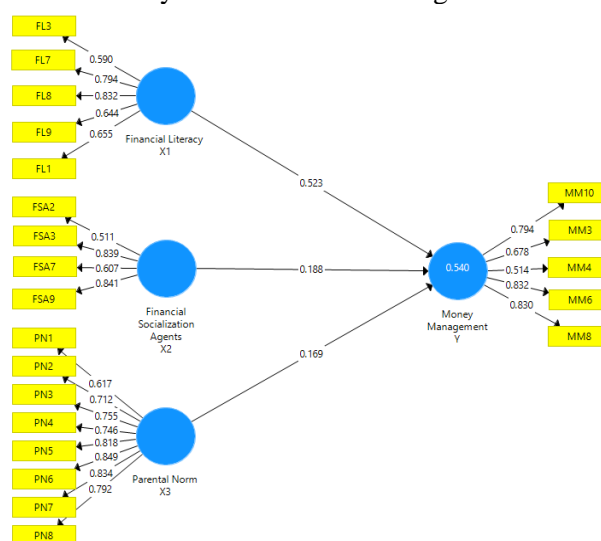 FL3
FL7
FL8
FL9
FL1
0.590
0.794
0.832
0.644
0.655
Financial Literacy
X1
0.523
FSA2
FSA3
FSA7
FSA9
0.511
0.839
0.607
0.841
Financial
Socialization
Agents
X2
0.188
PN1
PN2
PN3
PN4
PN5
PN6
PN7
PN8
0.617
0.712
0.755
0.746
0.818
0.849
0.834
0.792
Parental Norm
X3
0.169
0.540
Money
Management
Y
0.794
0.678
0.514
0.832
0.830
MM10
MM3
MM4
MM6
MM8